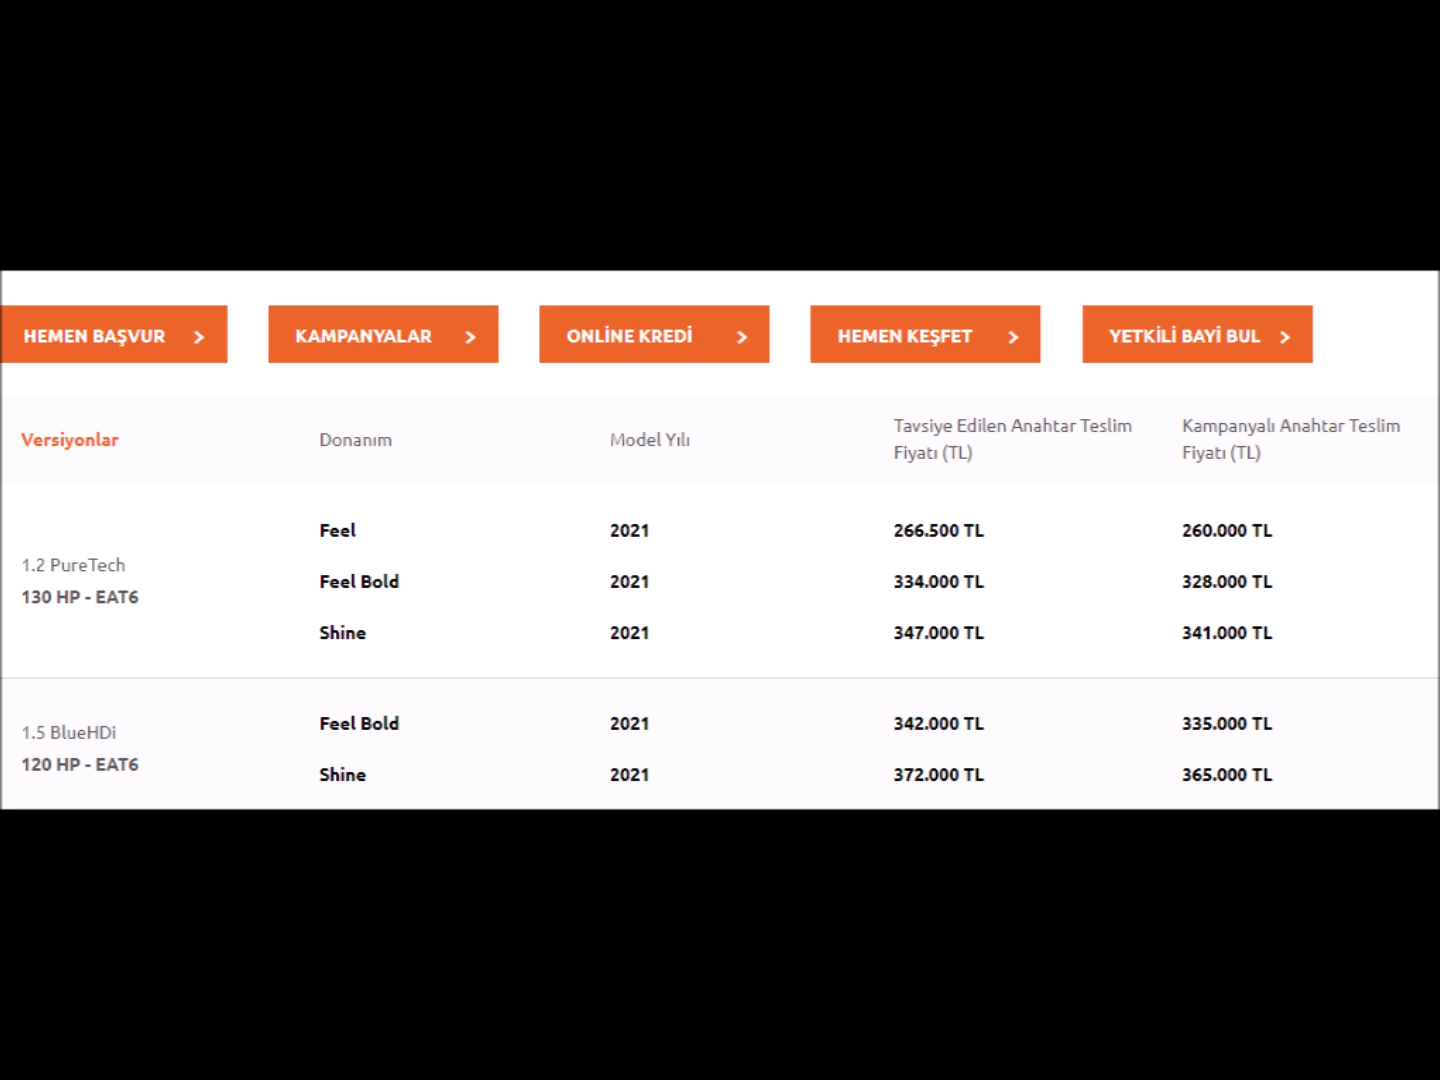 HEMEN BAŞVUR >
KAMPANYALAR >
ONLİNE KREDİ >
HEMEN KEŞFET >
YETKİLİ BAYİ BUL >
Versiyonlar Donanım Model Yılı Tavsiye Edilen Anahtar Teslim Fiyatı (TL) Kampanyalı Anahtar Teslim Fiyatı (TL)
1.2 PureTech
130 HP - EAT6
Feel 2021 266.500 TL 260.000 TL
Feel Bold 2021 334.000 TL 328.000 TL
Shine 2021 347.000 TL 341.000 TL
1.5 BlueHDi
120 HP - EAT6
Feel Bold 2021 342.000 TL 335.000 TL
Shine 2021 372.000 TL 365.000 TL